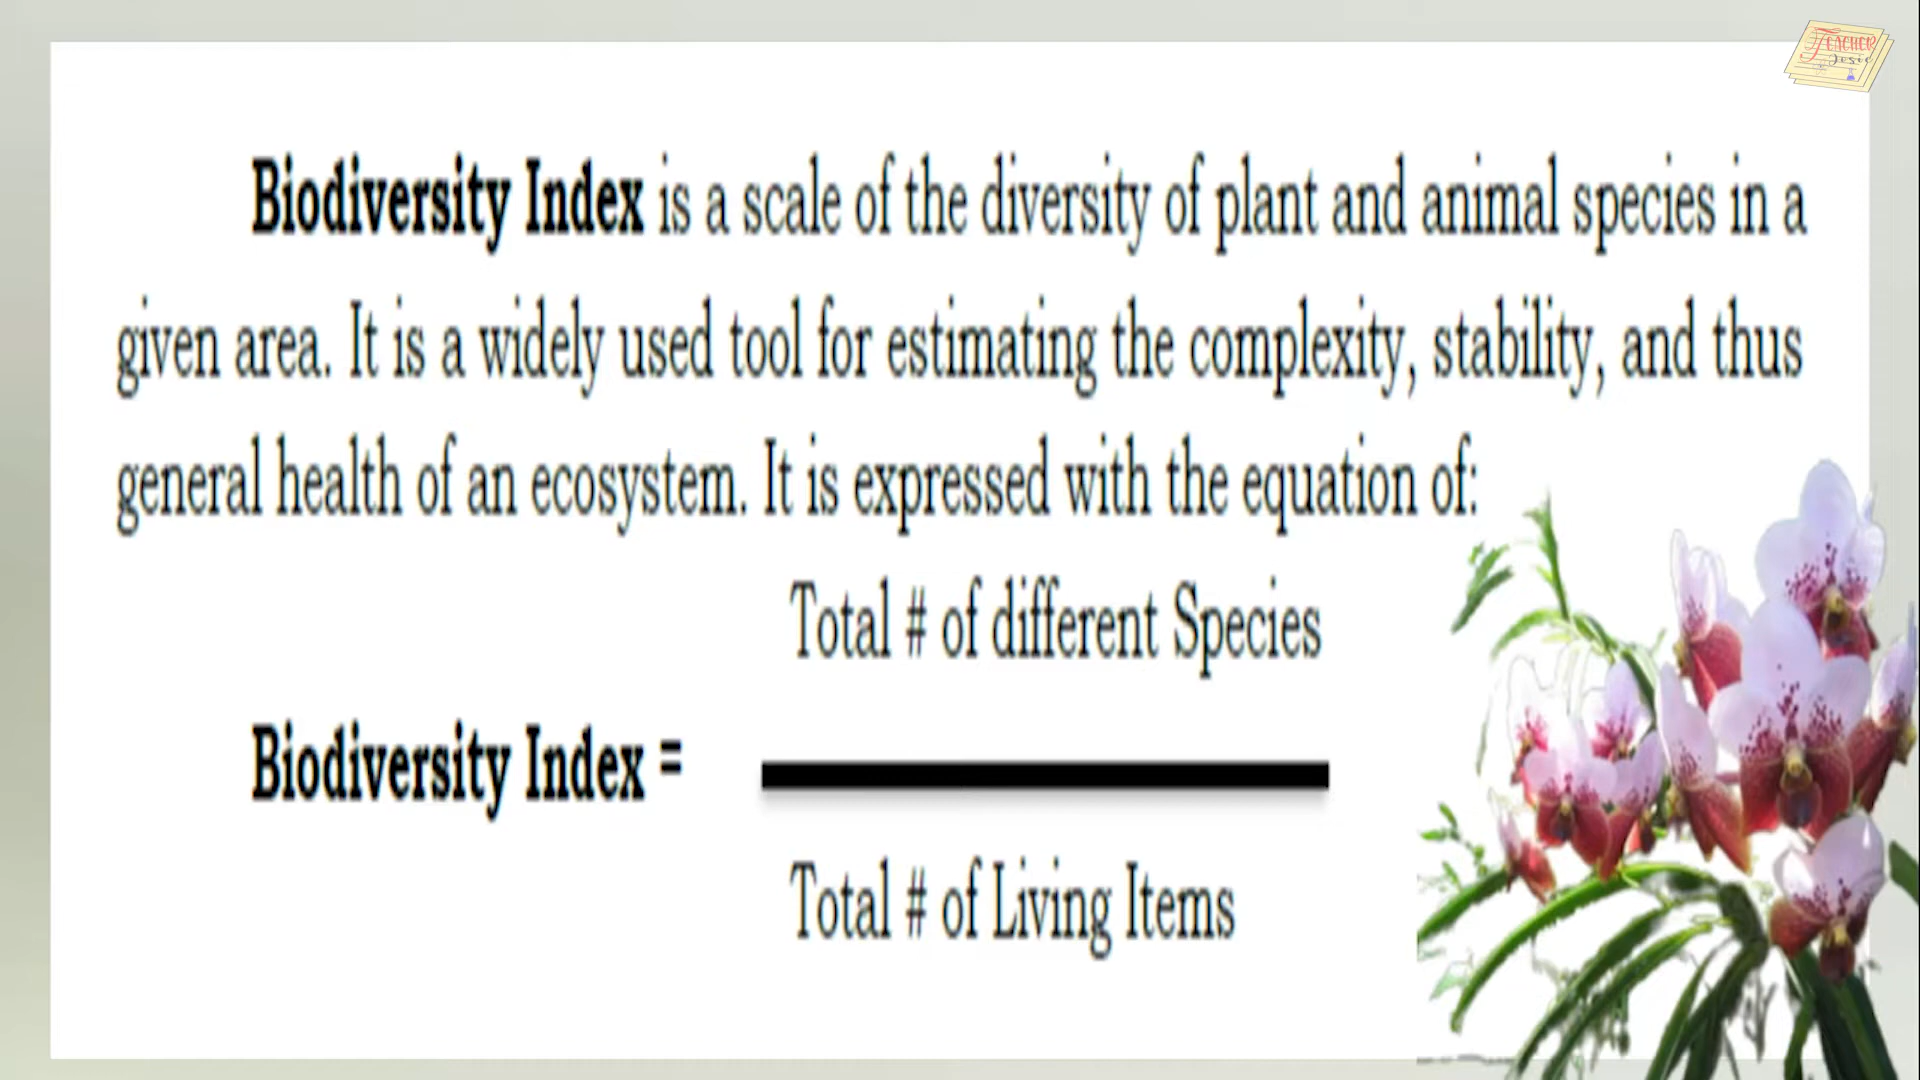 TEACHER
Josie
Biodiversity Index is a scale of the diversity of plant and animal species in a
given area. It is a widely used tool for estimating the complexity, stability, and thus
general health of an ecosystem. It is expressed with the equation of:
Total # of different Species
Biodiversity Index =
Total # of Living Items